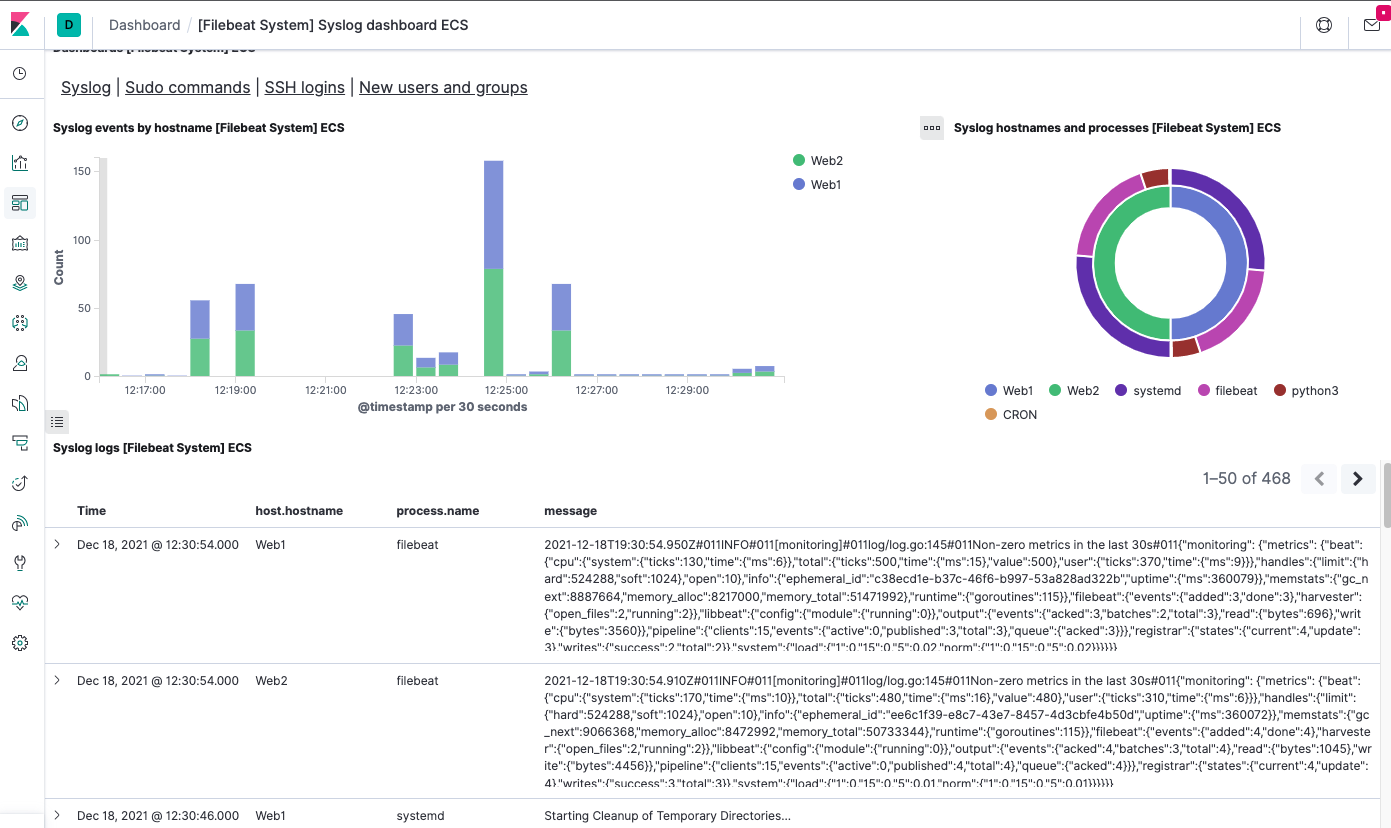 D Dashboard / [Filebeat System] Syslog dashboard ECS
Dashboards [Filebeat System] ECS
Syslog | Sudo commands | SSH logins | New users and groups
Syslog events by hostname [Filebeat System] ECS
150
100
50
0
Count
12:17:00 12:19:00 12:21:00 12:23:00 12:25:00 12:27:00 12:29:00
@timestamp per 30 seconds
Web2
Web1
Syslog hostnames and processes [Filebeat System] ECS
Web1 Web2 systemd filebeat python3
CRON
Syslog logs [Filebeat System] ECS
1–50 of 468
Time host.hostname process.name message
Dec 18, 2021 @ 12:30:54.000 Web1 filebeat 2021-12-18T19:30:54.950Z#011INFO#011[monitoring]#011log/log.go:145#011Non-zero metrics in the last 30s#011{"monitoring": {"metrics": {"beat":
{"cpu":{"system":{"ticks":130,"time":{"ms":6}},"total":{"ticks":500,"time":{"ms":15},"value":500},"user":{"ticks":370,"time":{"ms":9}}},"handles":{"limit":{"h
ard":524288,"soft":1024},"open":10},"info":{"ephemeral_id":"c38ecd1e-b37c-46f6-b997-53a828ad322b","uptime":{"ms":360079}},"memstats":{"gc_n
ext":8887664,"memory_alloc":8217000,"memory_total":51471992},"runtime":{"goroutines":115}},"filebeat":{"events":{"added":3,"done":3},"harvester":
{"open_files":2,"running":2}},"libbeat":{"config":{"module":{"running":0}},"output":{"events":{"acked":3,"batches":2,"total":3},"read":{"bytes":696},"writ
e":{"bytes":3560}},"pipeline":{"clients":15,"events":{"active":0,"published":3,"total":3},"queue":{"acked":3}}},"registrar":{"states":{"current":4,"update":
3},"writes":{"success":2,"total":2}},"system":{"load":{"1":0,"15":0,"5":0.02,"norm":{"1":0,"15":0,"5":0.02}}}}}}
Dec 18, 2021 @ 12:30:54.000 Web2 filebeat 2021-12-18T19:30:54.910Z#011INFO#011[monitoring]#011log/log.go:145#011Non-zero metrics in the last 30s#011{"monitoring": {"metrics": {"beat":
{"cpu":{"system":{"ticks":170,"time":{"ms":10}},"total":{"ticks":480,"time":{"ms":16},"value":480},"user":{"ticks":310,"time":{"ms":6}}},"handles":{"limit":
{"hard":524288,"soft":1024},"open":10},"info":{"ephemeral_id":"ee6c1f39-e8c7-43e7-8457-4d3cbfe4b50d","uptime":{"ms":360072}},"memstats":{"gc
_next":9066368,"memory_alloc":8472992,"memory_total":50733344},"runtime":{"goroutines":115}},"filebeat":{"events":{"added":4,"done":4},"harveste
r":{"open_files":2,"running":2}},"libbeat":{"config":{"module":{"running":0}},"output":{"events":{"acked":4,"batches":3,"total":4},"read":{"bytes":1045},"wr
ite":{"bytes":4456}},"pipeline":{"clients":15,"events":{"active":0,"published":4,"total":4},"queue":{"acked":4}}},"registrar":{"states":{"current":4,"update":
4},"writes":{"success":3,"total":3}},"system":{"load":{"1":0,"15":0,"5":0.01,"norm":{"1":0,"15":0,"5":0.01}}}}}}
Dec 18, 2021 @ 12:30:46.000 Web1 systemd Starting Cleanup of Temporary Directories...